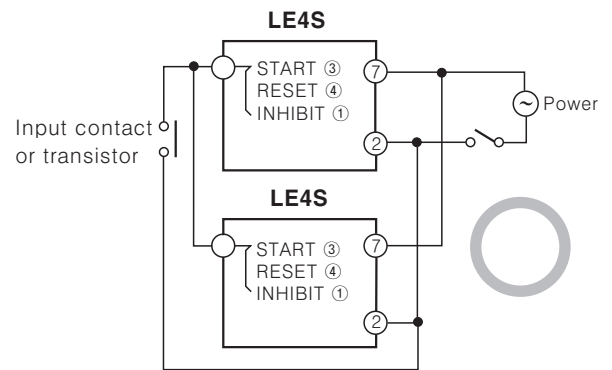 LE4S
START ③
RESET ④
INHIBIT ①
7
2
Power
Input contact
or transistor
LE4S
START ③
RESET ④
INHIBIT ①
7
2